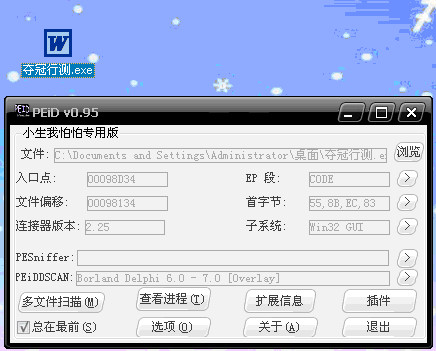 夺冠行测.exe
PEiD v0.95
小生我怕怕专用版
文件: C:\Documents and Settings\Administrator\桌面\夺冠行测.e 浏览
入口点: 00098D34 EP 段: CODE >
文件偏移: 00098134 首字节: 55,8B,EC,83 >
连接器版本: 2.25 子系统: Win32 GUI >
PESniffer: >
PEiDDSCAN: Borland Delphi 6.0 - 7.0 [Overlay] >
多文件扫描(M) 查看进程(T) 扩展信息 插件
总在最前(S) 选项(O) 关于(A) 退出